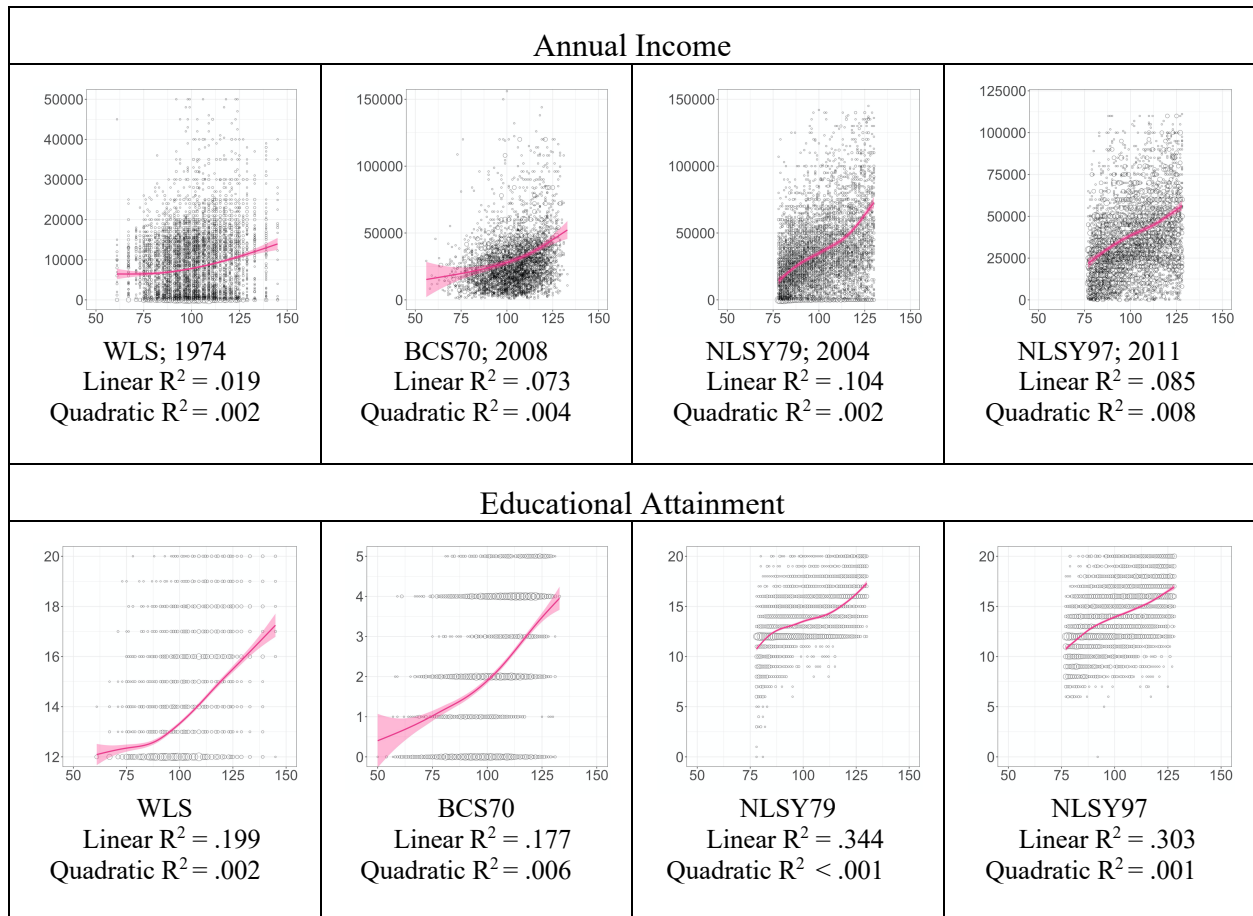 Annual Income
50000
40000
30000
20000
10000
0
50 75 100 125 150
150000
100000
50000
0
50 75 100 125 150
150000
100000
50000
0
50 75 100 125 150
125000
100000
75000
50000
25000
0
50 75 100 125 150
WLS; 1974
Linear R² = .019
Quadratic R² = .002
BCS70; 2008
Linear R² = .073
Quadratic R² = .004
NLSY79; 2004
Linear R² = .104
Quadratic R² = .002
NLSY97; 2011
Linear R² = .085
Quadratic R² = .008
Educational Attainment
20
18
16
14
12
50 75 100 125 150
5
4
3
2
1
0
50 75 100 125 150
20
15
10
5
0
50 75 100 125 150
20
15
10
5
0
50 75 100 125 150
WLS
Linear R² = .199
Quadratic R² = .002
BCS70
Linear R² = .177
Quadratic R² = .006
NLSY79
Linear R² = .344
Quadratic R² < .001
NLSY97
Linear R² = .303
Quadratic R² = .001